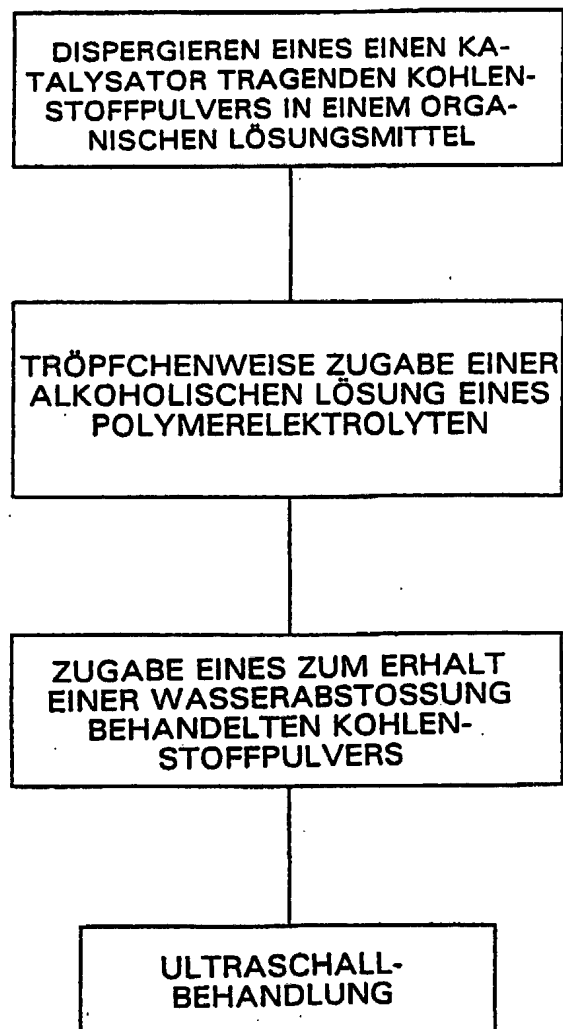 DISPERGIEREN EINES EINEN KA-
TALYSATOR TRAGENDEN KOHLEN-
STOFFPULVERS IN EINEM ORGA-
NISCHEN LÖSUNGSMITTEL
TRÖPFCHENWEISE ZUGABE EINER
ALKOHOLISCHEN LÖSUNG EINES
POLYMERELEKTROLYTEN
ZUGABE EINES ZUM ERHALT
EINER WASSERABSTOSSUNG
BEHANDELTEN KOHLEN-
STOFFPULVERS
ULTRASCHALL-
BEHANDLUNG